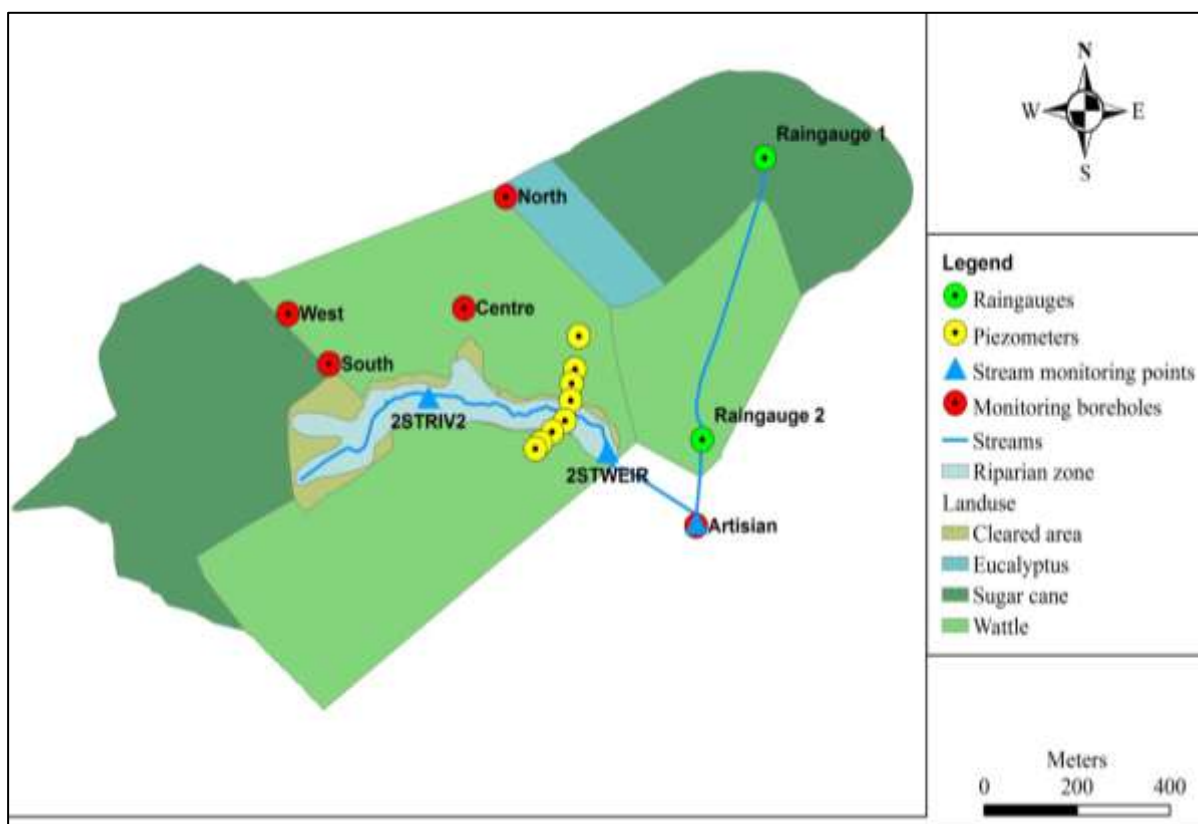 N
W E
S
Raingauge 1
North
West
Centre
South
2STRIV2
Raingauge 2
2STWEIR
Artisian
Legend
Raingauges
Piezometers
Stream monitoring points
Monitoring boreholes
Streams
Riparian zone
Landuse
Cleared area
Eucalyptus
Sugar cane
Wattle
Meters
0 200 400